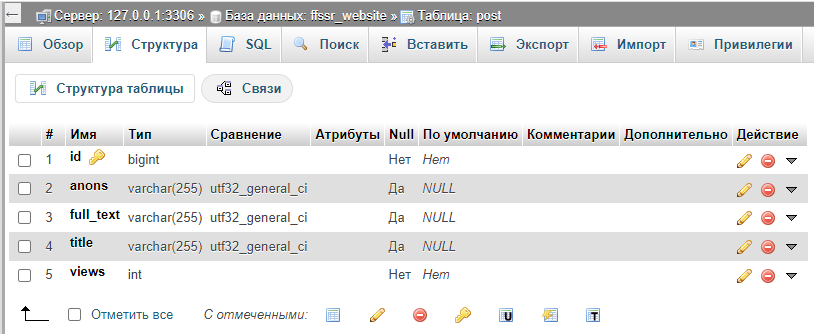 ← Сервер: 127.0.0.1:3306 » База данных: ffssr_website » Таблица: post
Обзор Структура SQL Поиск Вставить Экспорт Импорт Привилегии
Структура таблицы Связи
# Имя Тип Сравнение Атрибуты Null По умолчанию Комментарии Дополнительно Действие
1 id bigint Нет Нет
2 anons varchar(255) utf32_general_ci Да NULL
3 full_text varchar(255) utf32_general_ci Да NULL
4 title varchar(255) utf32_general_ci Да NULL
5 views int Нет Нет
Отметить все С отмеченными: U T